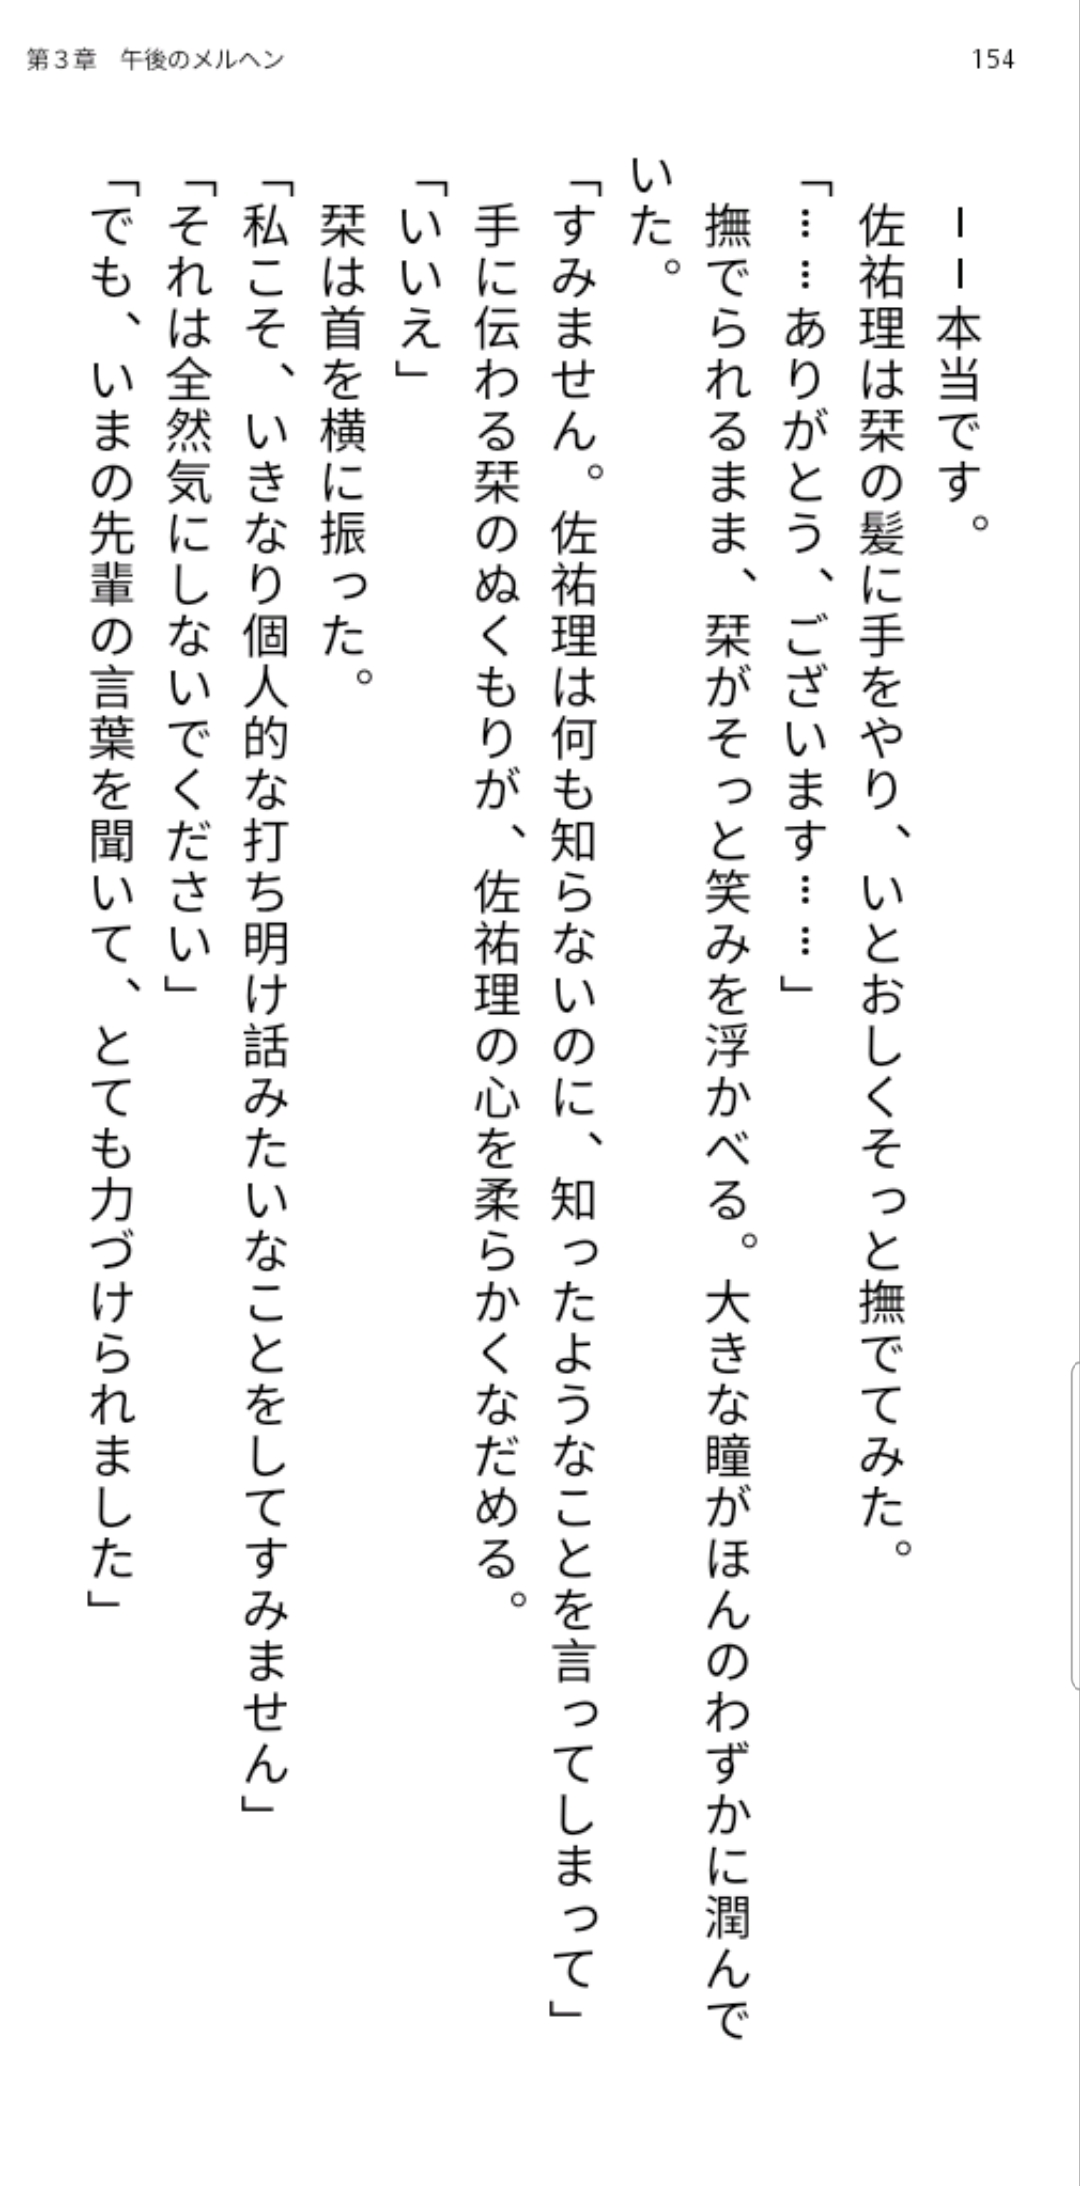 第３章　午後のメルヘン
154
　ーー本当です。
　佐祐理は栞の髪に手をやり、いとおしくそっと撫でてみた。
「……ありがとう、ございます……」
　撫でられるまま、栞がそっと笑みを浮かべる。大きな瞳がほんのわずかに潤んで
いた。
「すみません。佐祐理は何も知らないのに、知ったようなことを言ってしまって」
　手に伝わる栞のぬくもりが、佐祐理の心を柔らかくなだめる。
「いいえ」
　栞は首を横に振った。
「私こそ、いきなり個人的な打ち明け話みたいなことをしてすみません」
「それは全然気にしないでください」
「でも、いまの先輩の言葉を聞いて、とても力づけられました」